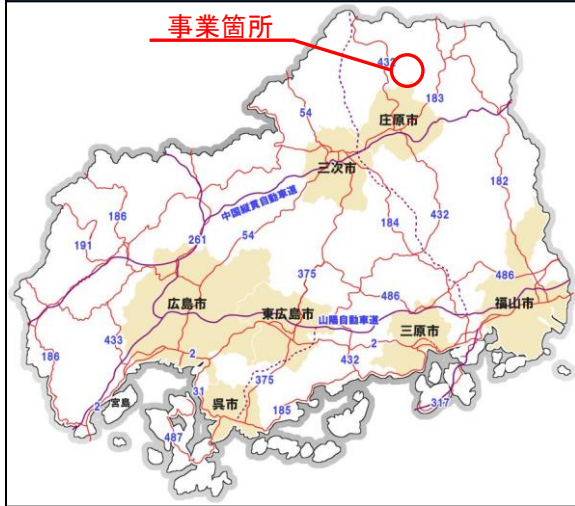 事業箇所
432
54
183
庄原市
三次市
182
中国縦貫自動車道
186
191
261
54
184
432
375
486
486
広島市
東広島市
山陽自動車道
福山市
三原市
433
2
2
432
186
31
375
185
宮島
2
呉市
317
487